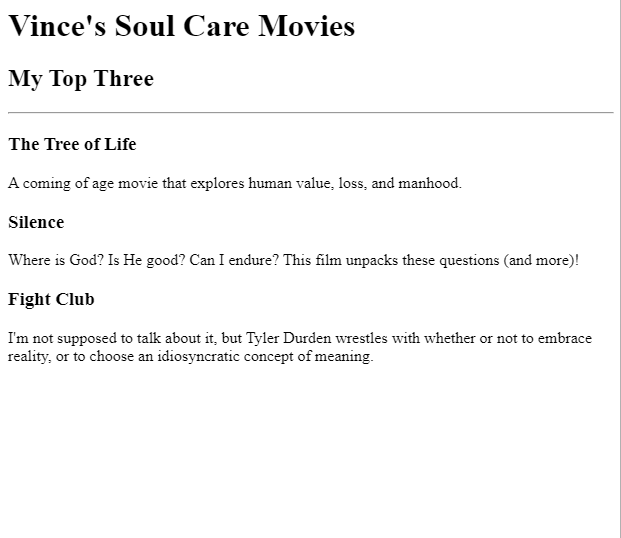 Vince's Soul Care Movies
My Top Three
The Tree of Life
A coming of age movie that explores human value, loss, and manhood.
Silence
Where is God? Is He good? Can I endure? This film unpacks these questions (and more)!
Fight Club
I'm not supposed to talk about it, but Tyler Durden wrestles with whether or not to embrace
reality, or to choose an idiosyncratic concept of meaning.